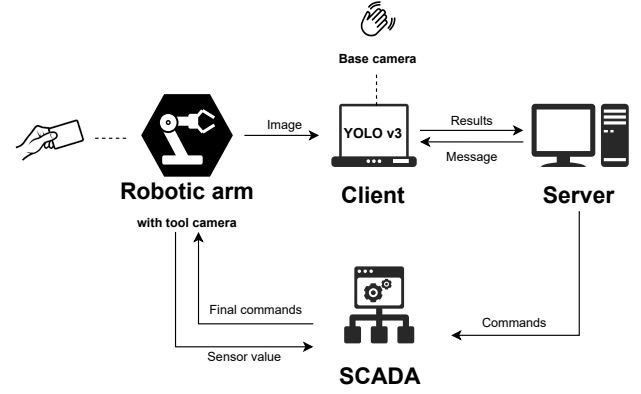 Base camera
Image
YOLO v3
Results
Message
Robotic arm
with tool camera
Client
Server
Final commands
Commands
Sensor value
SCADA